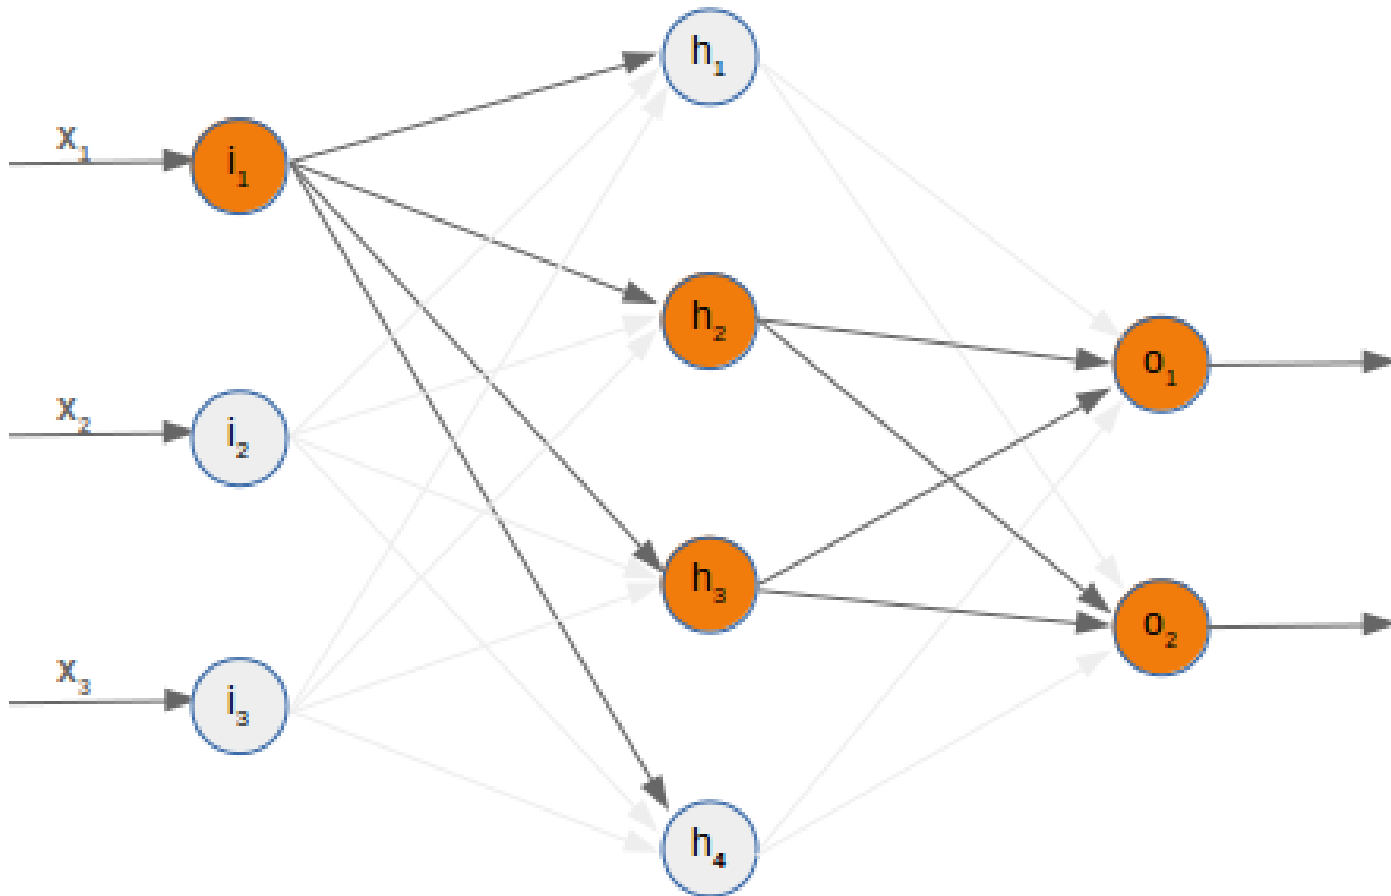 h₁
x₁
i₁
h₂
o₁
x₂
i₂
h₃
o₂
x₃
i₃
h₄